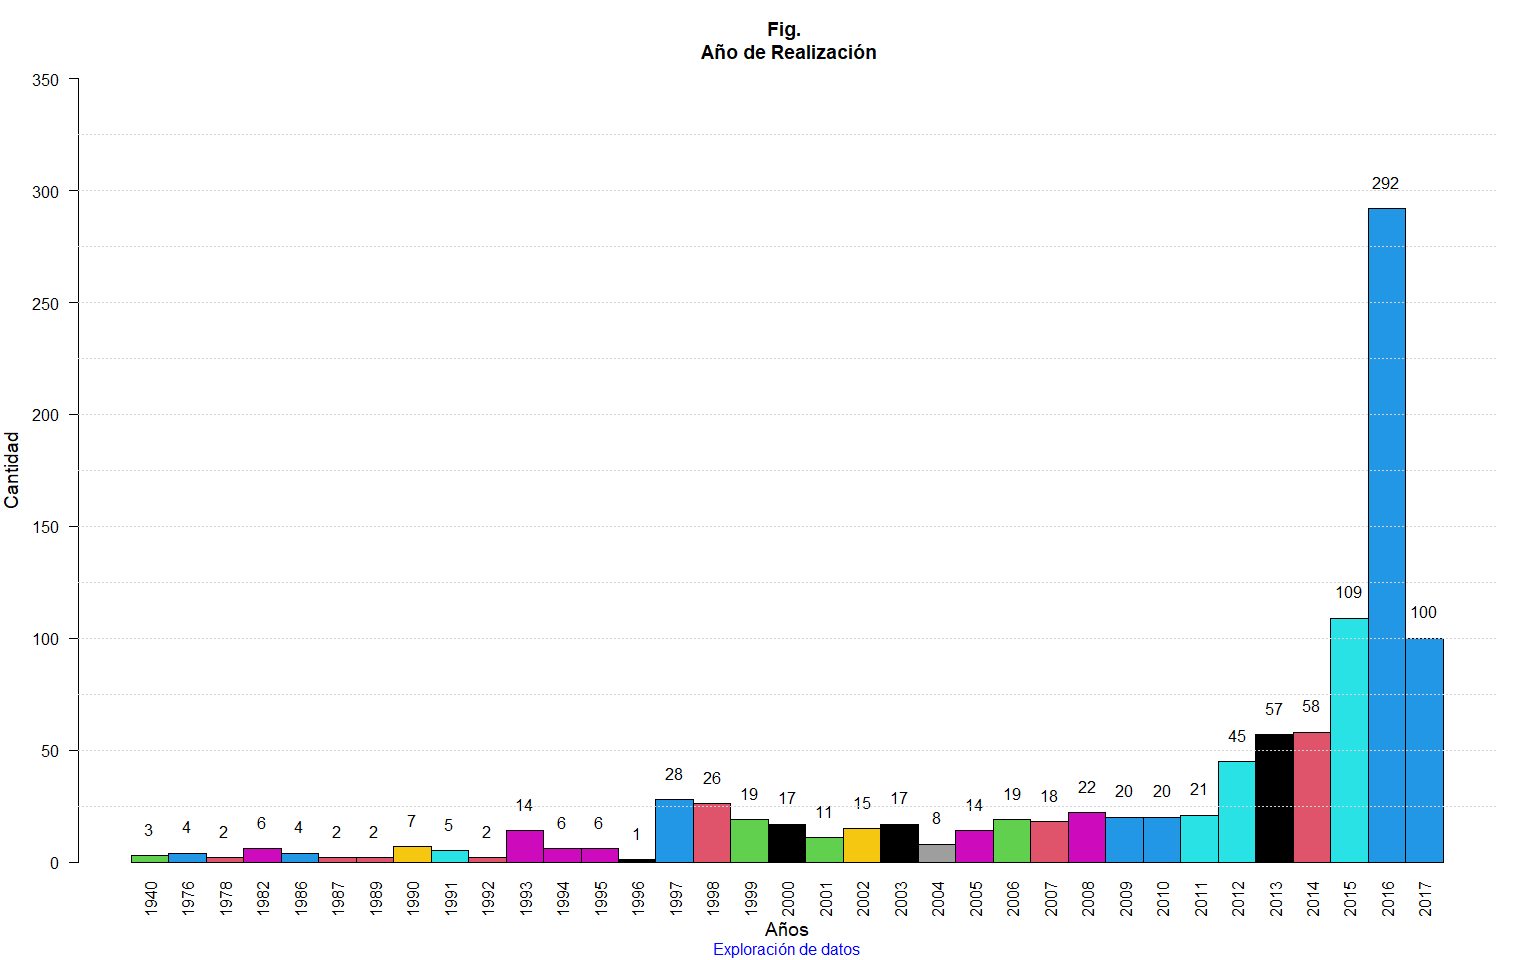 Fig.
Año de Realización
350
300
250
200
150
100
50
0
Cantidad
3 4 2 6 4 2 2 7 5 2 14 6 6 1 28 26 19 17 11 15 17 8 14 19 18 22 20 20 21 45 57 58 109 292 100
1940 1976 1978 1982 1986 1987 1989 1990 1991 1992 1993 1994 1995 1996 1997 1998 1999 2000 2001 2002 2003 2004 2005 2006 2007 2008 2009 2010 2011 2012 2013 2014 2015 2016 2017
Años
Exploración de datos